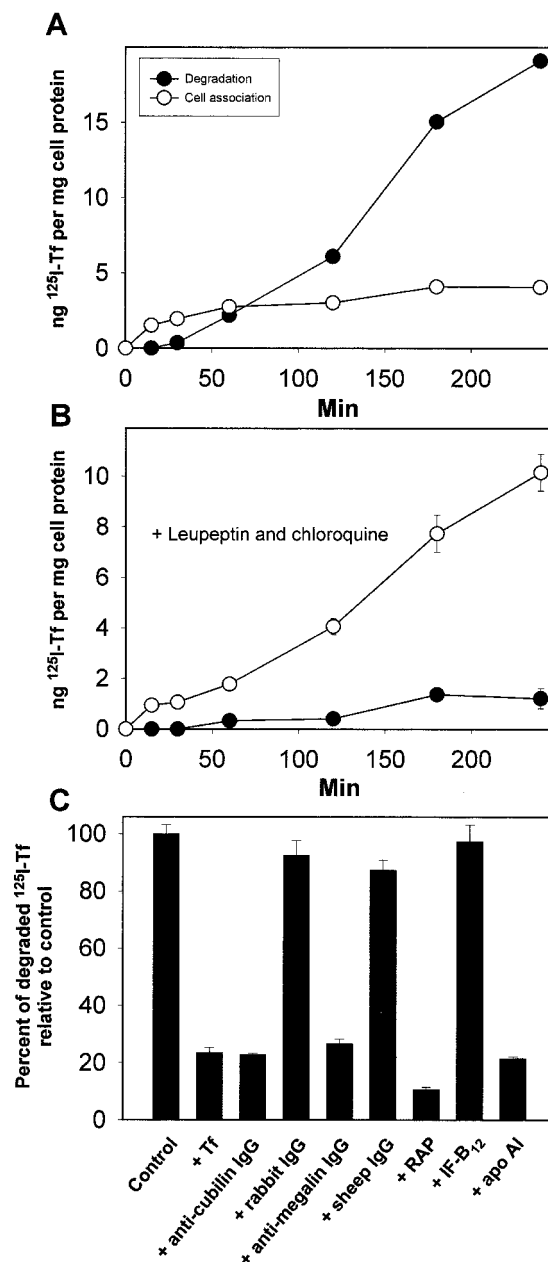 A
Degradation
Cell association
ng ¹²⁵I-Tf per mg cell protein
15
10
5
0
0 50 100 150 200
Min
B
+ Leupeptin and chloroquine
ng ¹²⁵I-Tf per mg cell protein
10
8
6
4
2
0
0 50 100 150 200
Min
C
Percent of degraded ¹²⁵I-Tf
relative to control
100
80
60
40
20
0
Control
+ Tf
+ anti-cubilin IgG
+ rabbit IgG
+ anti-megalin IgG
+ sheep IgG
+ RAP
+ IF-B₁₂
+ apo AI